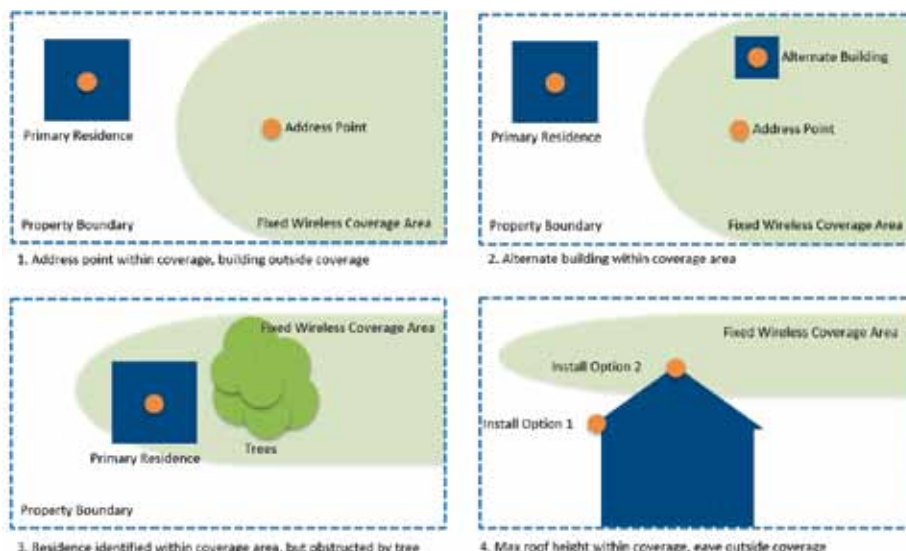 Primary Residence
Address Point
Property Boundary
Fixed Wireless Coverage Area
1. Address point within coverage, building outside coverage
Alternate Building
Primary Residence
Address Point
Property Boundary
Fixed Wireless Coverage Area
2. Alternate building within coverage area
Fixed Wireless Coverage Area
Primary Residence
Trees
Property Boundary
3. Residence identified within coverage area, but obstructed by tree
Fixed Wireless Coverage Area
Install Option 2
Install Option 1
4. Max roof height within coverage, eave outside coverage